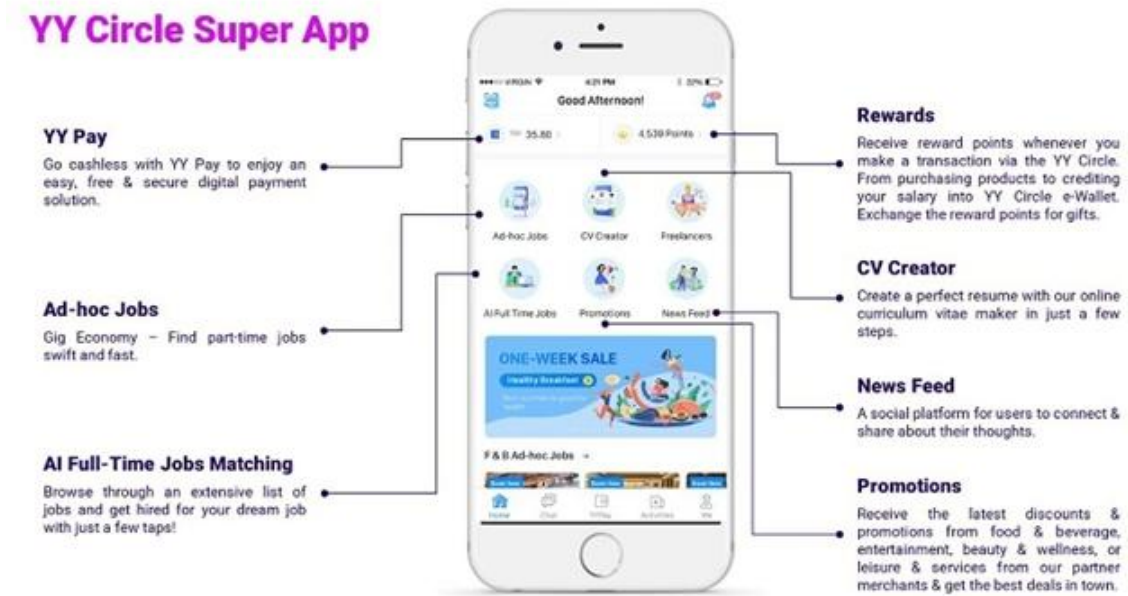 YY Circle Super App
YY Pay
Go cashless with YY Pay to enjoy an
easy, free & secure digital payment
solution.
Ad-hoc Jobs
Gig Economy – Find part-time jobs
swift and fast.
AI Full-Time Jobs Matching
Browse through an extensive list of
jobs and get hired for your dream job
with just a few taps!
VIRGIN
4:21 PM
22%
Good Afternoon!
35.80
4,539 Points
Ad-hoc Jobs
CV Creator
Freelancers
AI Full Time Jobs
Promotions
News Feed
ONE-WEEK SALE
Healthy Breakfast
F & B Ad-hoc Jobs
Home
Chat
Activities
Me
Rewards
Receive reward points whenever you
make a transaction via the YY Circle.
From purchasing products to crediting
your salary into YY Circle e-Wallet.
Exchange the reward points for gifts.
CV Creator
Create a perfect resume with our online
curriculum vitae maker in just a few
steps.
News Feed
A social platform for users to connect &
share about their thoughts.
Promotions
Receive the latest discounts &
promotions from food & beverage,
entertainment, beauty & wellness, or
leisure & services from our partner
merchants & get the best deals in town.